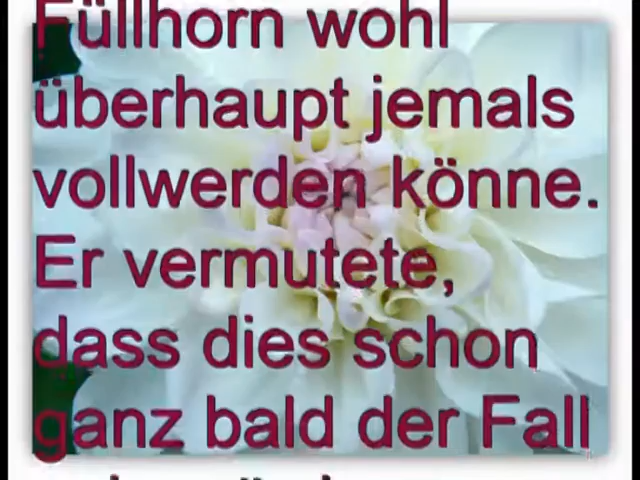 Füllhorn wohl
überhaupt jemals
vollwerden könne.
Er vermutete,
dass dies schon
ganz bald der Fall